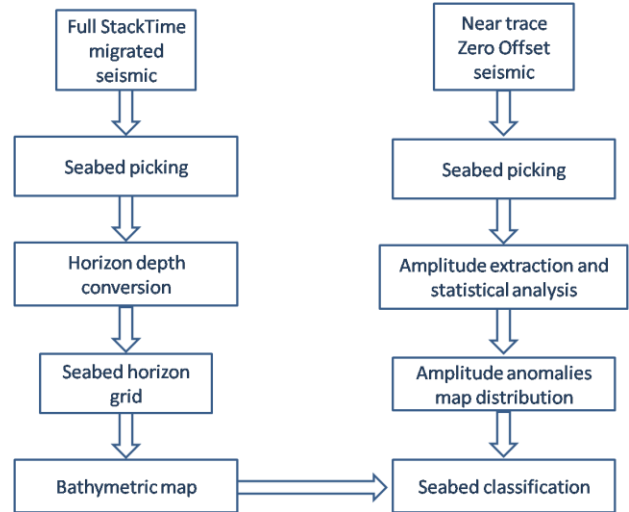 Full StackTime
migrated
seismic
Seabed picking
Horizon depth
conversion
Seabed horizon
grid
Bathymetric map
Near trace
Zero Offset
seismic
Seabed picking
Amplitude extraction and
statistical analysis
Amplitude anomalies
map distribution
Seabed classification